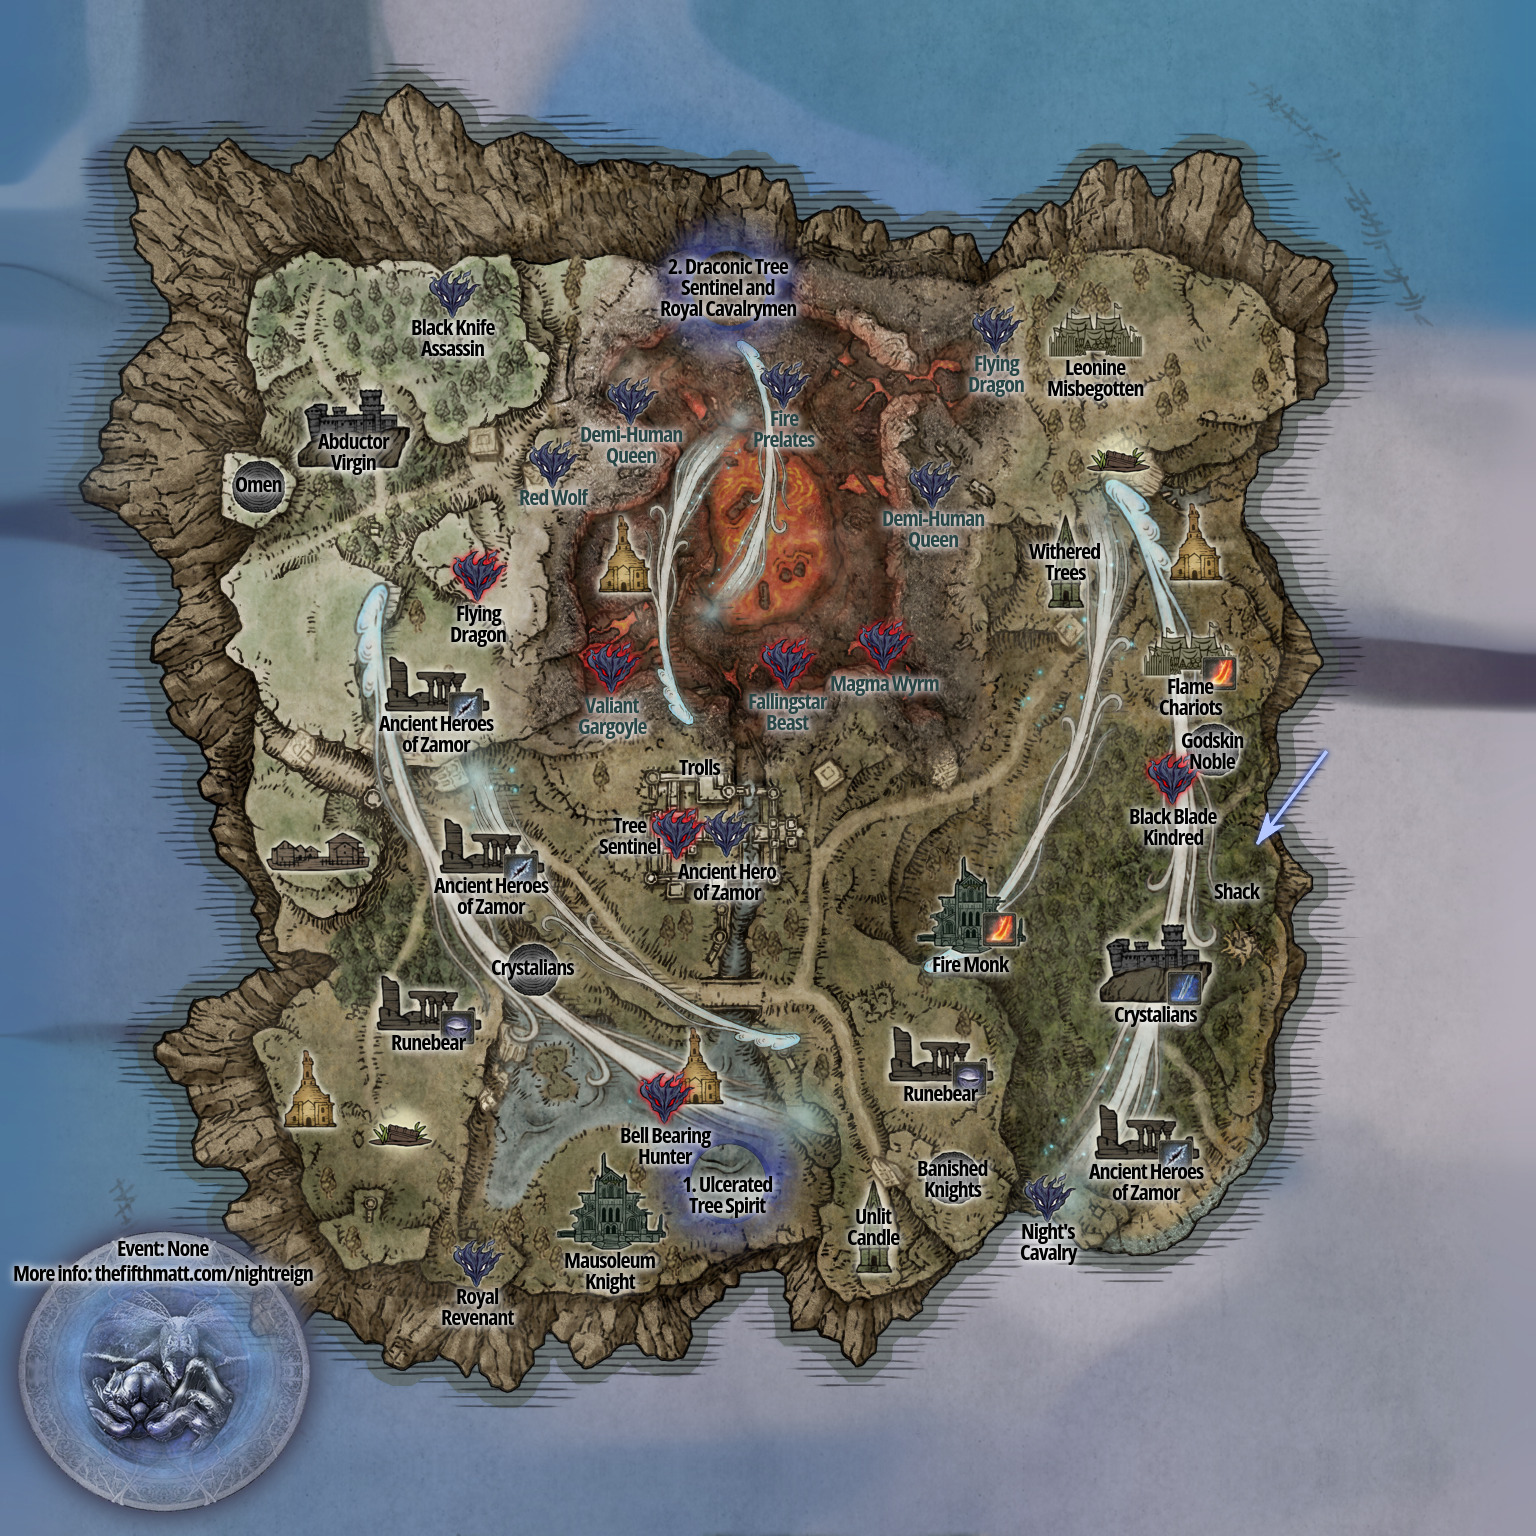 2. Draconic Tree
Sentinel and
Royal Cavalrymen
Black Knife
Assassin
Flying
Dragon
Leonine
Misbegotten
Demi-Human
Queen
Fire
Prelates
Abductor
Virgin
Omen
Red Wolf
Demi-Human
Queen
Withered
Trees
Flying
Dragon
Valiant
Gargoyle
Fallingstar
Beast
Magma Wyrm
Flame
Chariots
Ancient Heroes
of Zamor
Godskin
Noble
Trolls
Tree
Sentinel
Ancient Hero
of Zamor
Black Blade
Kindred
Ancient Heroes
of Zamor
Shack
Crystalians
Fire Monk
Crystalians
Runebear
Runebear
Bell Bearing
Hunter
1. Ulcerated
Tree Spirit
Banished
Knights
Ancient Heroes
of Zamor
Unlit
Candle
Night's
Cavalry
Mausoleum
Knight
Royal
Revenant
Event: None
More info: thefifthmatt.com/nightreign